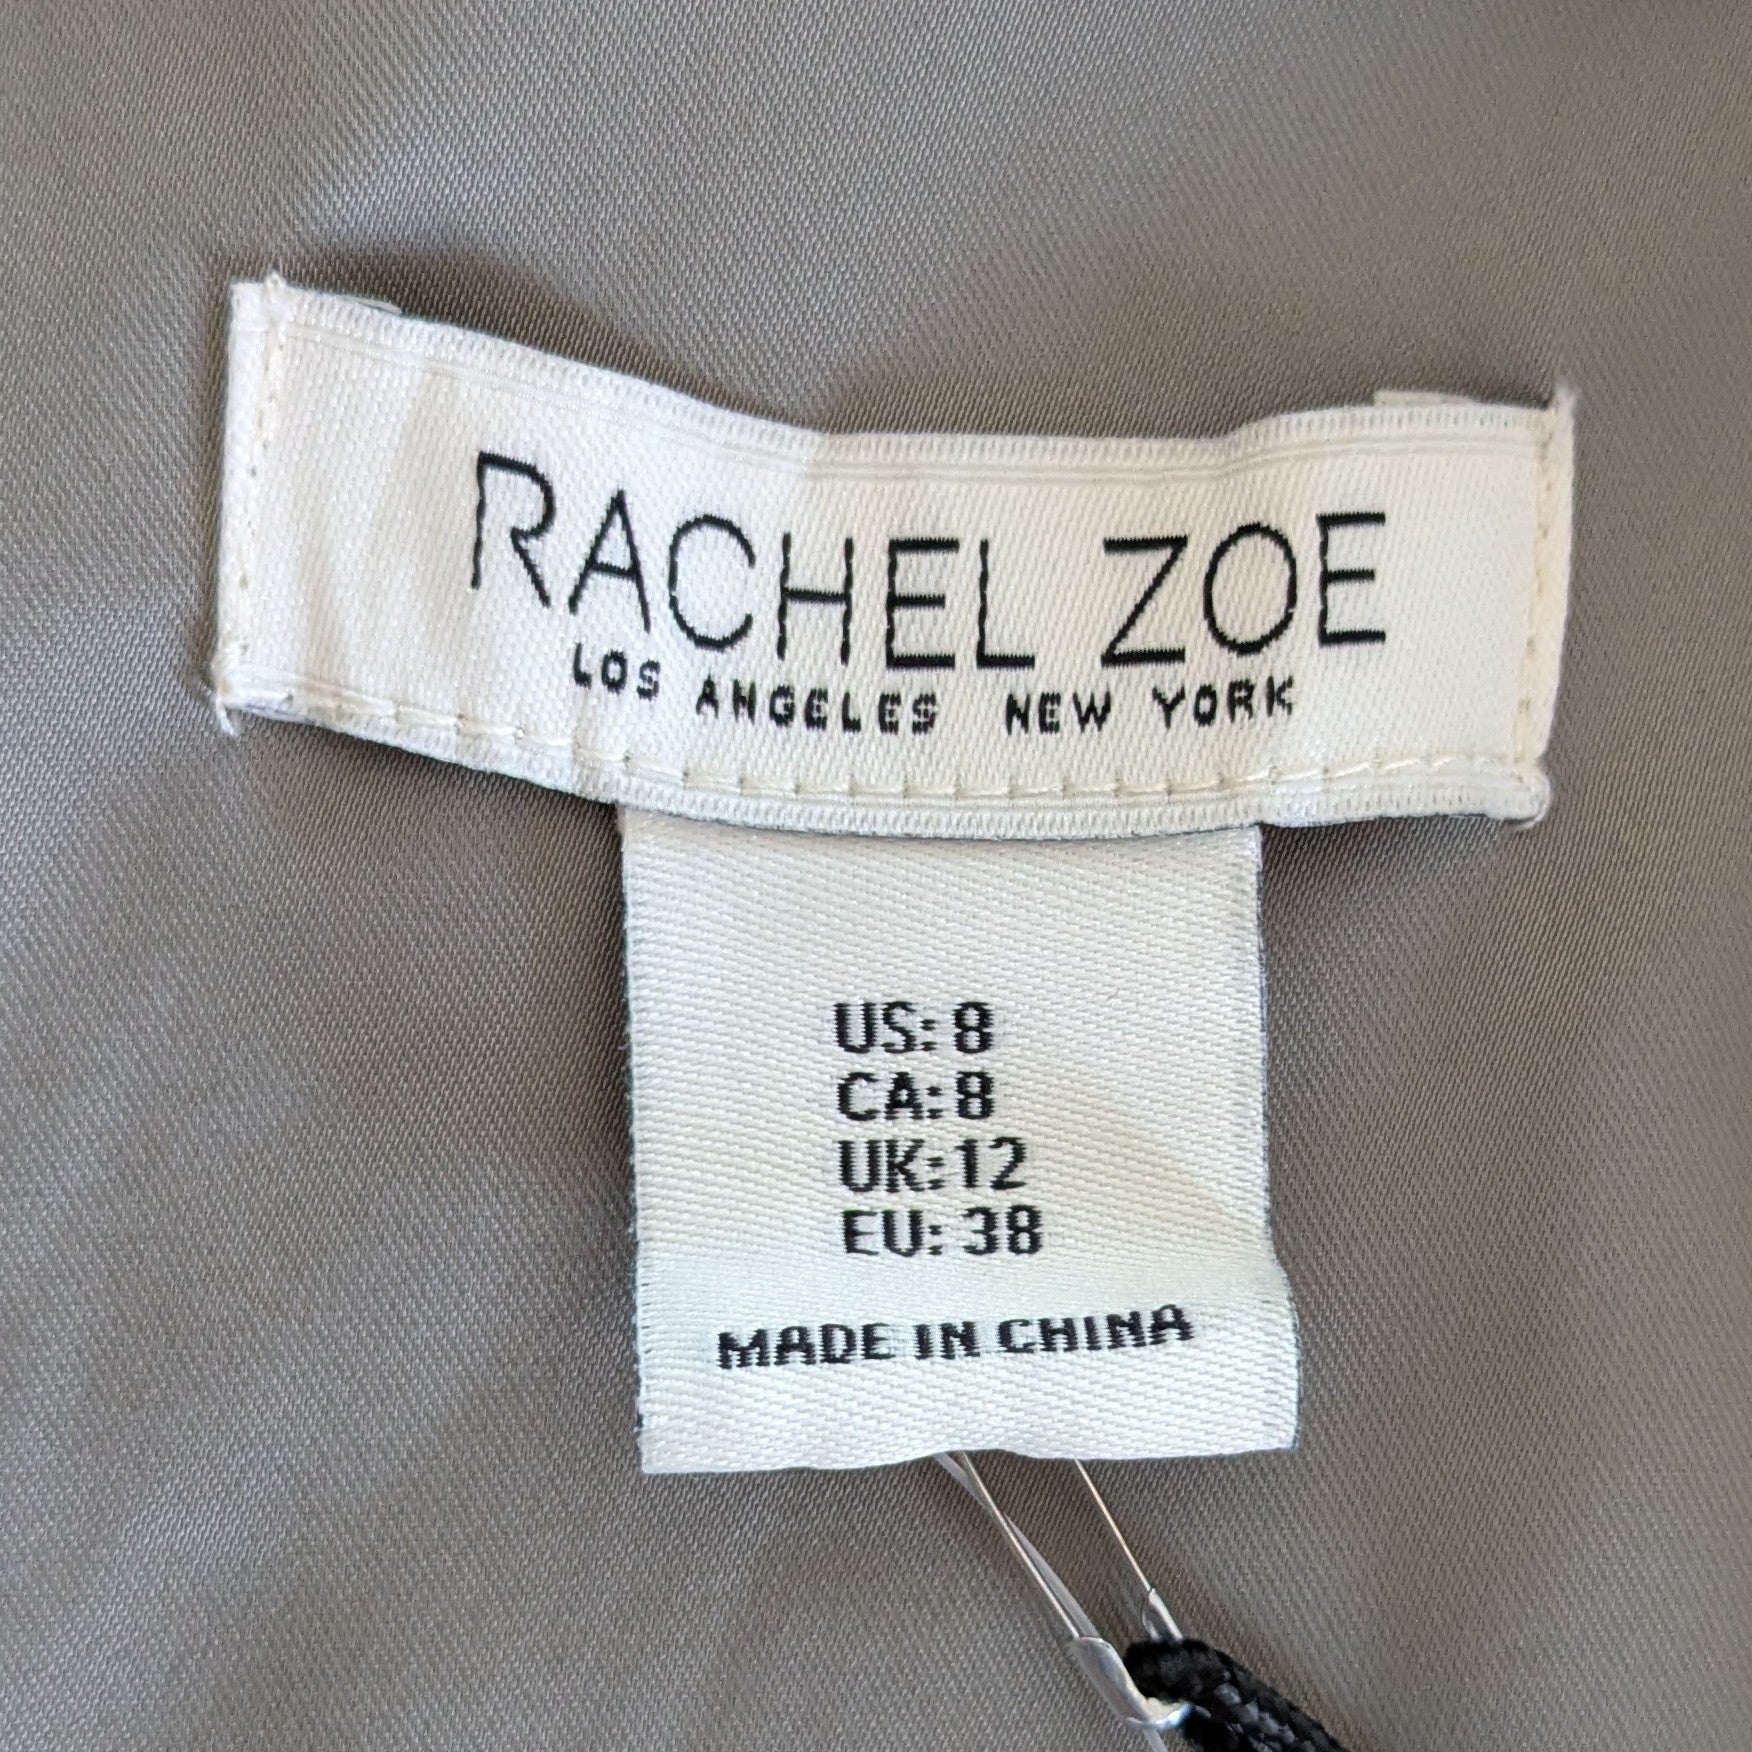 RACHEL ZOE
LOS ANGELES NEW YORK
US: 8
CA: 8
UK: 12
EU: 38
MADE IN CHINA